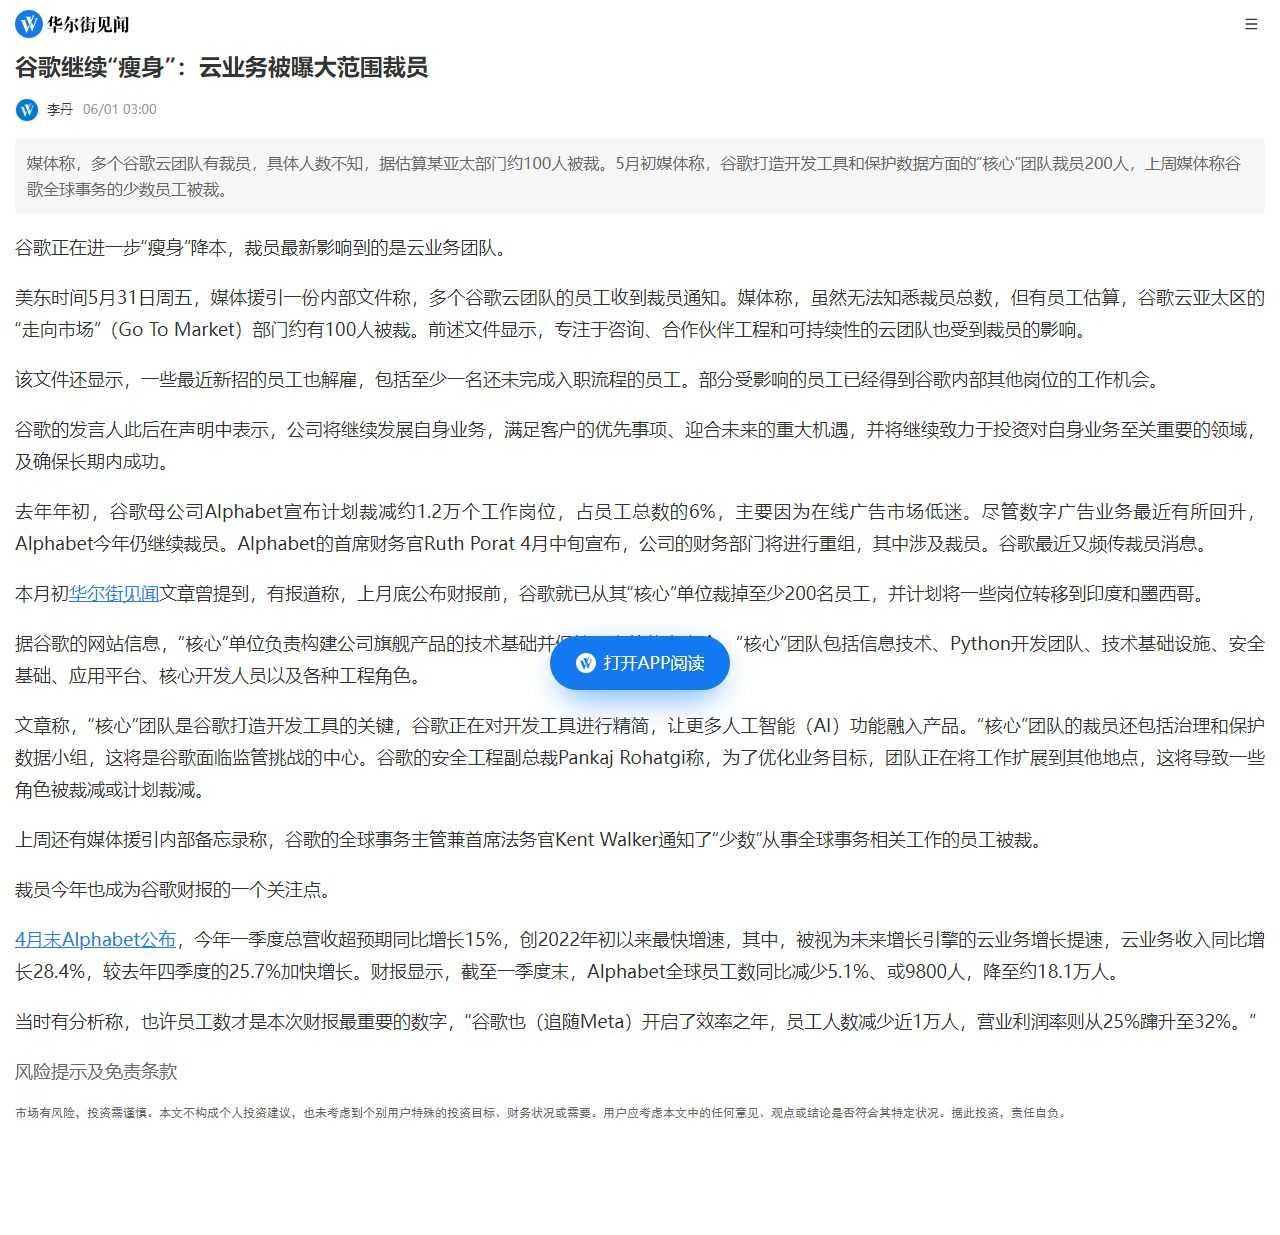 华尔街见闻
谷歌继续“瘦身”：云业务被曝大范围裁员
李丹 06/01 03:00
媒体称，多个谷歌云团队有裁员，具体人数不知，据估算某亚太部门约100人被裁。5月初媒体称，谷歌打造开发工具和保护数据方面的“核心”团队裁员200人，上周媒体称谷
歌全球事务的少数员工被裁。
谷歌正在进一步“瘦身”降本，裁员最新影响到的是云业务团队。
美东时间5月31日周五，媒体援引一份内部文件称，多个谷歌云团队的员工收到裁员通知。媒体称，虽然无法知悉裁员总数，但有员工估算，谷歌云亚太区的
“走向市场”（Go To Market）部门约有100人被裁。前述文件显示，专注于咨询、合作伙伴工程和可持续性的云团队也受到裁员的影响。
该文件还显示，一些最近新招的员工也解雇，包括至少一名还未完成入职流程的员工。部分受影响的员工已经得到谷歌内部其他岗位的工作机会。
谷歌的发言人此后在声明中表示，公司将继续发展自身业务，满足客户的优先事项、迎合未来的重大机遇，并将继续致力于投资对自身业务至关重要的领域，
及确保长期内成功。
去年年初，谷歌母公司Alphabet宣布计划裁减约1.2万个工作岗位，占员工总数的6%，主要因为在线广告市场低迷。尽管数字广告业务最近有所回升，
Alphabet今年仍继续裁员。Alphabet的首席财务官Ruth Porat 4月中旬宣布，公司的财务部门将进行重组，其中涉及裁员。谷歌最近又频传裁员消息。
本月初华尔街见闻文章曾提到，有报道称，上月底公布财报前，谷歌就已从其“核心”单位裁掉至少200名员工，并计划将一些岗位转移到印度和墨西哥。
据谷歌的网站信息，“核心”单位负责构建公司旗舰产品的技术基础并 “核心”团队包括信息技术、Python开发团队、技术基础设施、安全
打开APP阅读
基础、应用平台、核心开发人员以及各种工程角色。
文章称，“核心”团队是谷歌打造开发工具的关键，谷歌正在对开发工具进行精简，让更多人工智能（AI）功能融入产品。“核心”团队的裁员还包括治理和保护
数据小组，这将是谷歌面临监管挑战的中心。谷歌的安全工程副总裁Pankaj Rohatgi称，为了优化业务目标，团队正在将工作扩展到其他地点，这将导致一些
角色被裁减或计划裁减。
上周还有媒体援引内部备忘录称，谷歌的全球事务主管兼首席法务官Kent Walker通知了“少数”从事全球事务相关工作的员工被裁。
裁员今年也成为谷歌财报的一个关注点。
4月末Alphabet公布，今年一季度总营收超预期同比增长15%，创2022年初以来最快增速，其中，被视为未来增长引擎的云业务增长提速，云业务收入同比增
长28.4%，较去年四季度的25.7%加快增长。财报显示，截至一季度末，Alphabet全球员工数同比减少5.1%、或9800人，降至约18.1万人。
当时有分析称，也许员工数才是本次财报最重要的数字，“谷歌也（追随Meta）开启了效率之年，员工人数减少近1万人，营业利润率则从25%蹿升至32%。”
风险提示及免责条款
市场有风险，投资需谨慎。本文不构成个人投资建议，也未考虑到个别用户特殊的投资目标、财务状况或需要。用户应考虑本文中的任何意见、观点或结论是否符合其特定状况。据此投资，责任自负。